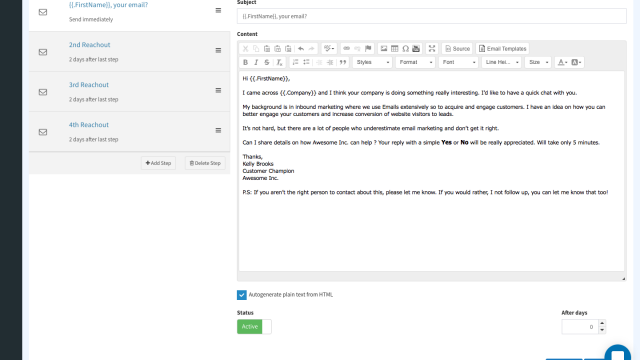 {{.FirstName}}, your email?
Send immediately
2nd Reachout
2 days after last step
3rd Reachout
2 days after last step
4th Reachout
2 days after last step
Add Step
Delete Step
Subject
{{.FirstName}}, your email?
Content
Source
Email Templates
B I S Ix
Styles
Format
Font
Line Hei...
Size
A
A
Hi {{.FirstName}},
I came across {{.Company}} and I think your company is doing something really interesting. I'd like to have a quick chat with you.
My background is in inbound marketing where we use Emails extensively so to acquire and engage customers. I have an idea on how you can
better engage your customers and increase conversion of website visitors to leads.
It's not hard, but there are a lot of people who underestimate email marketing and don't get it right.
Can I share details on how Awesome Inc. can help ? Your reply with a simple Yes or No will be really appreciated. Will take only 5 minutes.
Thanks,
Kelly Brooks
Customer Champion
Awesome Inc.
P.S: If you aren't the right person to contact about this, please let me know. If you would rather, I not follow up, you can let me know that too!
Autogenerate plain text from HTML
Status
Active
After days
0